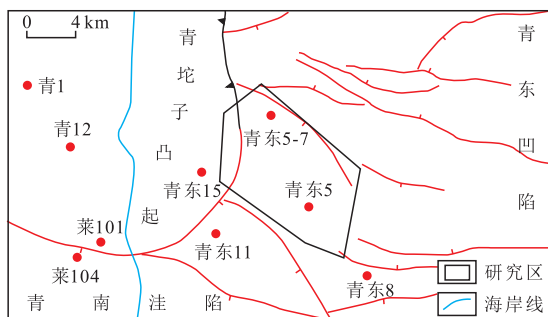 0 4 km
青坨子凸起
青东凹陷
青1
青12
青东5-7
青东15
青东5
莱101
青东11
莱104
青东8
青南洼陷
研究区
海岸线